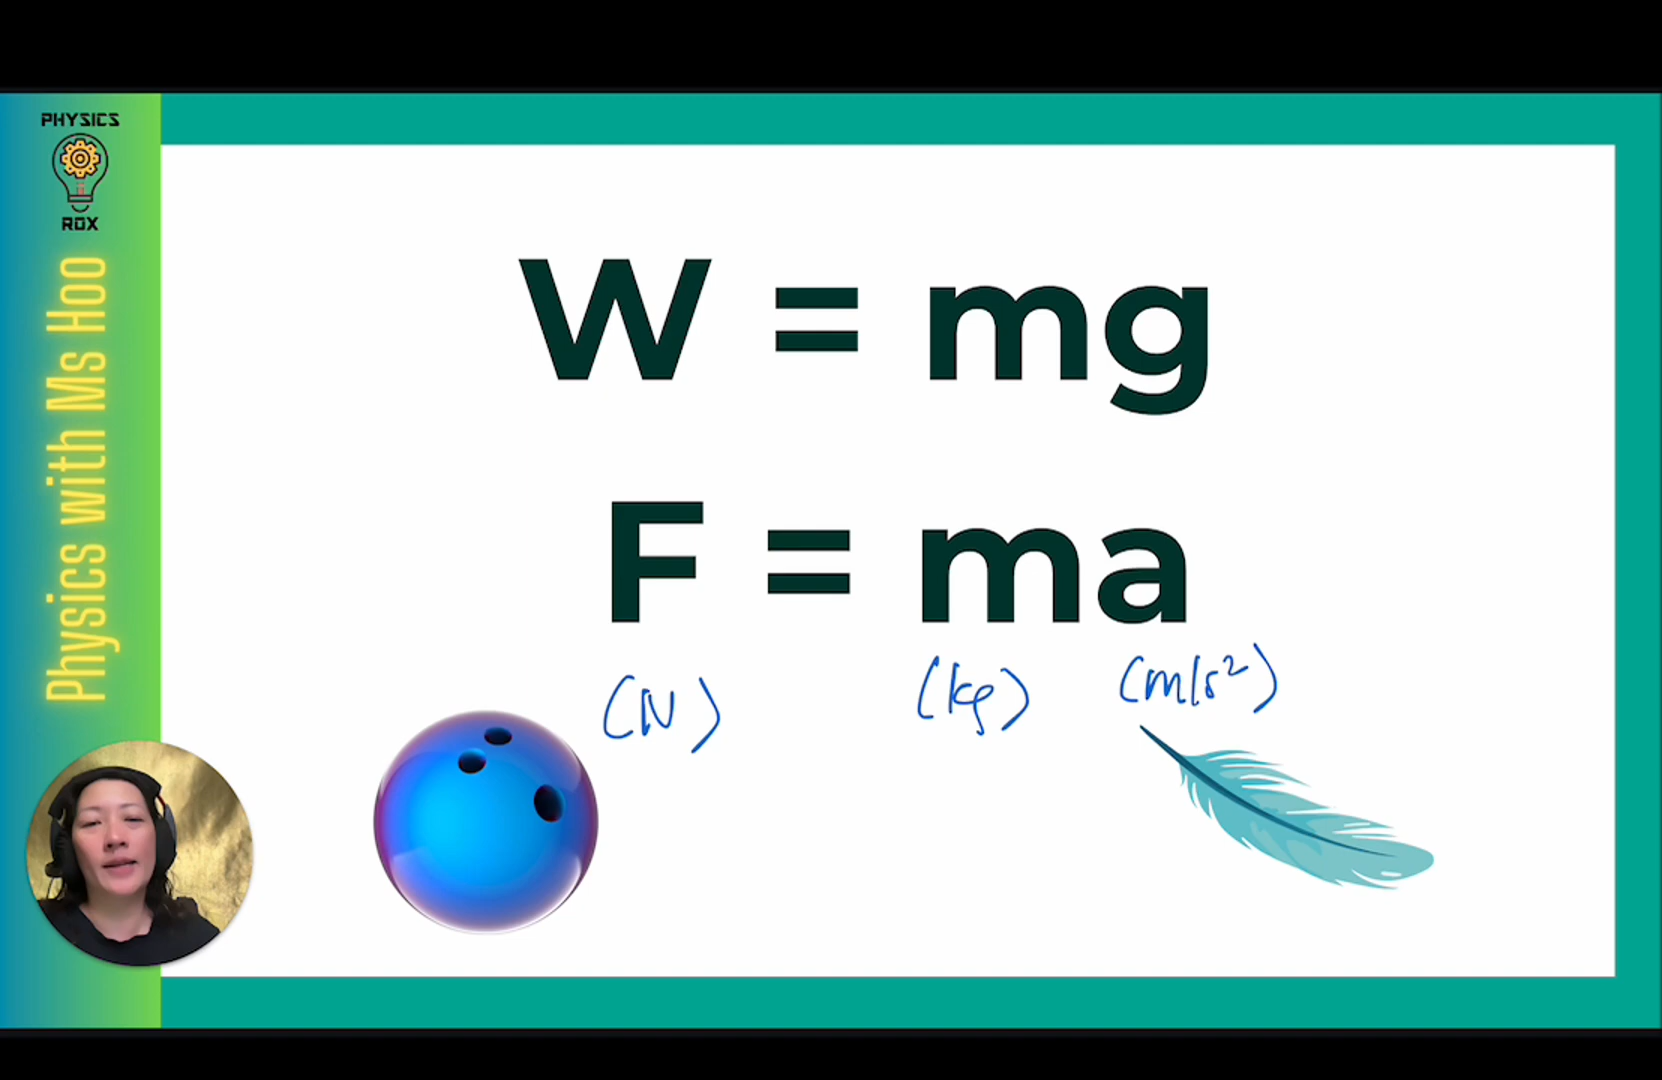 PHYSICS
ROX
Physics with Ms Hoo
W = mg
F = ma
(N) (kg) (m/s²)